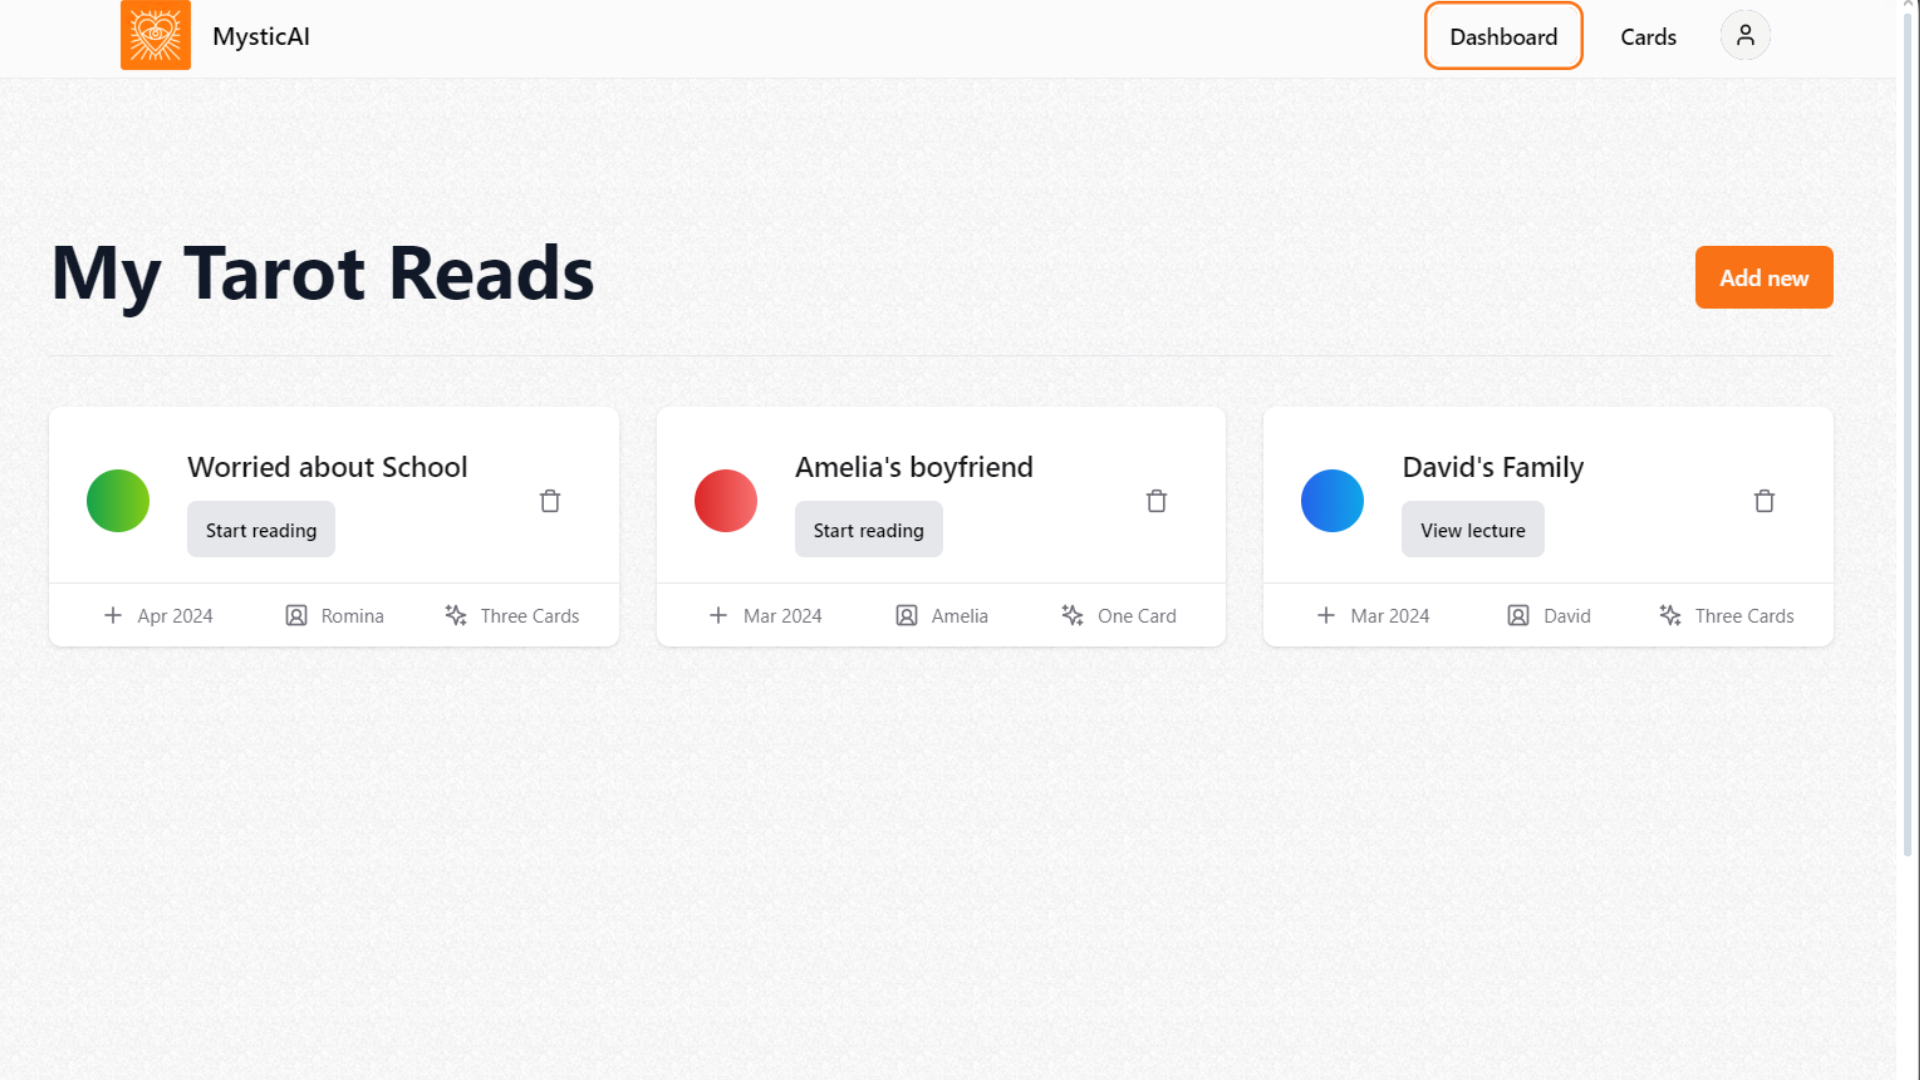 MysticAI
Dashboard
Cards
My Tarot Reads
Add new
Worried about School
Start reading
Apr 2024
Romina
Three Cards
Amelia's boyfriend
Start reading
Mar 2024
Amelia
One Card
David's Family
View lecture
Mar 2024
David
Three Cards